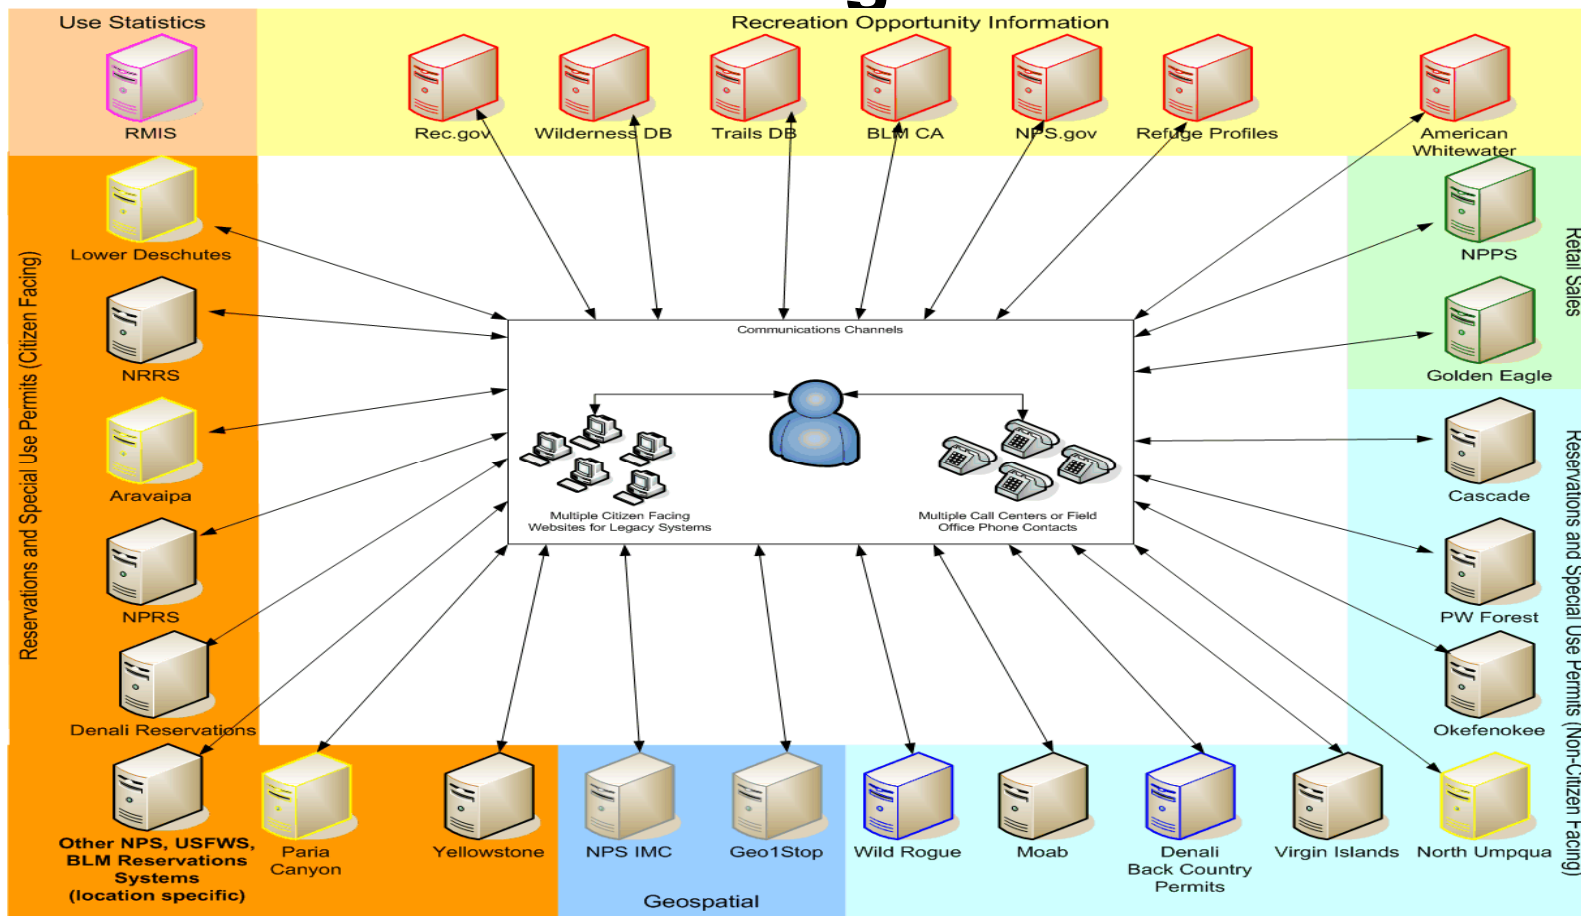 Use Statistics
Recreation Opportunity Information
RMIS
Rec.gov
Wilderness DB
Trails DB
BLM CA
NPS.gov
Refuge Profiles
American
Whitewater
Reservations and Special Use Permits (Citizen Facing)
Lower Deschutes
NRRS
Aravaipa
NPRS
Denali Reservations
Retail Sales
NPPS
Golden Eagle
Communications Channels
Multiple Citizen Facing
Websites for Legacy Systems
Multiple Call Centers or Field
Office Phone Contacts
Reservations and Special Use Permits (Non-Citizen Facing)
Cascade
PW Forest
Okefenokee
Other NPS, USFWS,
BLM Reservations
Systems
(location specific)
Paria
Canyon
Yellowstone
NPS IMC
Geo1Stop
Geospatial
Wild Rogue
Moab
Denali
Back Country
Permits
Virgin Islands
North Umpqua